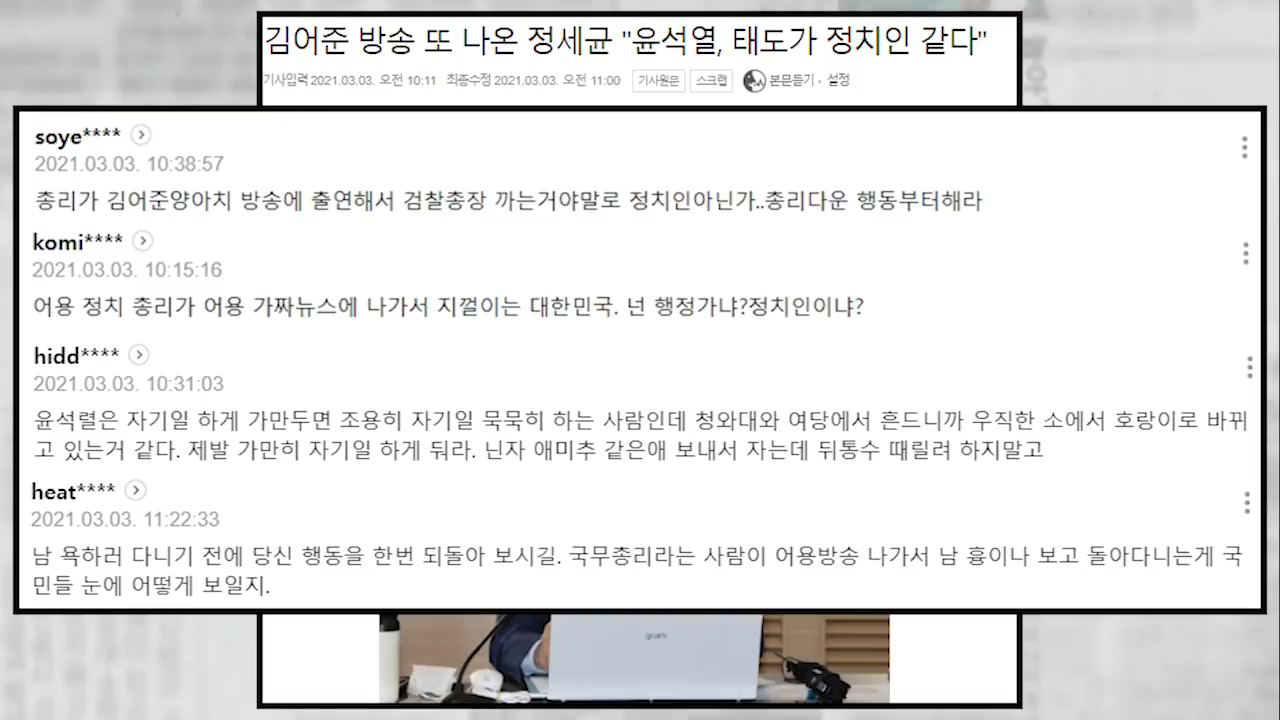 김어준 방송 또 나온 정세균 "윤석열, 태도가 정치인 같다"
기사입력 2021.03.03. 오전 10:11 최종수정 2021.03.03. 오전 11:00 기사원문 스크랩 본문듣기 · 설정
soye****
2021.03.03. 10:38:57
총리가 김어준양아치 방송에 출연해서 검찰총장 까는거야말로 정치인아닌가..총리다운 행동부터해라
komi****
2021.03.03. 10:15:16
어용 정치 총리가 어용 가짜뉴스에 나가서 지껄이는 대한민국. 넌 행정가냐?정치인이냐?
hidd****
2021.03.03. 10:31:03
윤석렬은 자기일 하게 가만두면 조용히 자기일 묵묵히 하는 사람인데 청와대와 여당에서 흔드니까 우직한 소에서 호랑이로 바뀌
고 있는거 같다. 제발 가만히 자기일 하게 둬라. 닌자 애미추 같은애 보내서 자는데 뒤통수 때릴려 하지말고
heat****
2021.03.03. 11:22:33
남 욕하러 다니기 전에 당신 행동을 한번 되돌아 보시길. 국무총리라는 사람이 어용방송 나가서 남 흉이나 보고 돌아다니는게 국
민들 눈에 어떻게 보일지.
gram